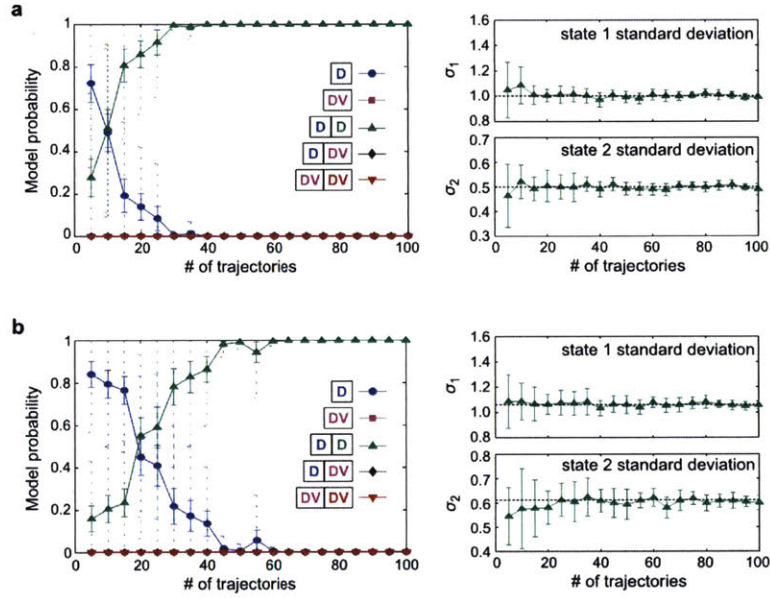 a
Model probability
1
0.8
0.6
0.4
0.2
0
0 20 40 60 80 100
# of trajectories
D
DV
D D
D DV
DV DV
state 1 standard deviation
σ1
1.6
1.4
1.2
1.0
0.8
state 2 standard deviation
σ2
0.7
0.6
0.5
0.4
0.3
0 20 40 60 80 100
# of trajectories
b
Model probability
1
0.8
0.6
0.4
0.2
0
0 20 40 60 80 100
# of trajectories
D
DV
D D
D DV
DV DV
state 1 standard deviation
σ1
1.6
1.4
1.2
1.0
0.8
state 2 standard deviation
σ2
0.8
0.7
0.6
0.5
0.4
0 20 40 60 80 100
# of trajectories